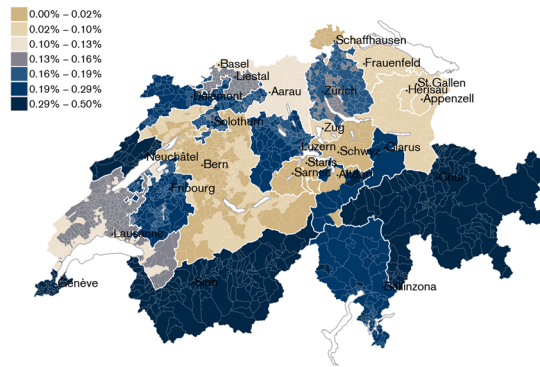 0.00% – 0.02%
0.02% – 0.10%
0.10% – 0.13%
0.13% – 0.16%
0.16% – 0.19%
0.19% – 0.29%
0.29% – 0.50%
Schaffhausen
Frauenfeld
Basel
Liestal
St.Gallen
Herisau
Appenzell
Aarau
Zürich
Delémont
Solothurn
Zug
Luzern
Schwyz
Glarus
Neuchâtel
Bern
Stans
Sarnen
Altdorf
Chur
Fribourg
Lausanne
Genève
Sion
Bellinzona